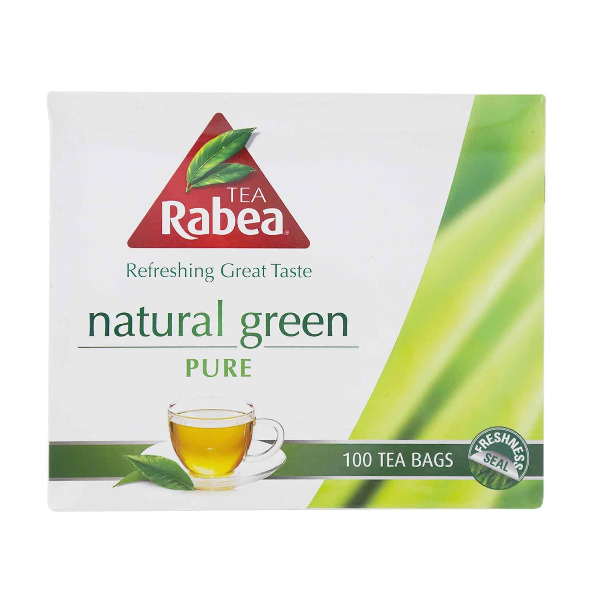 TEA
Rabea®
Refreshing Great Taste
natural green
PURE
100 TEA BAGS
FRESHNESS
SEAL